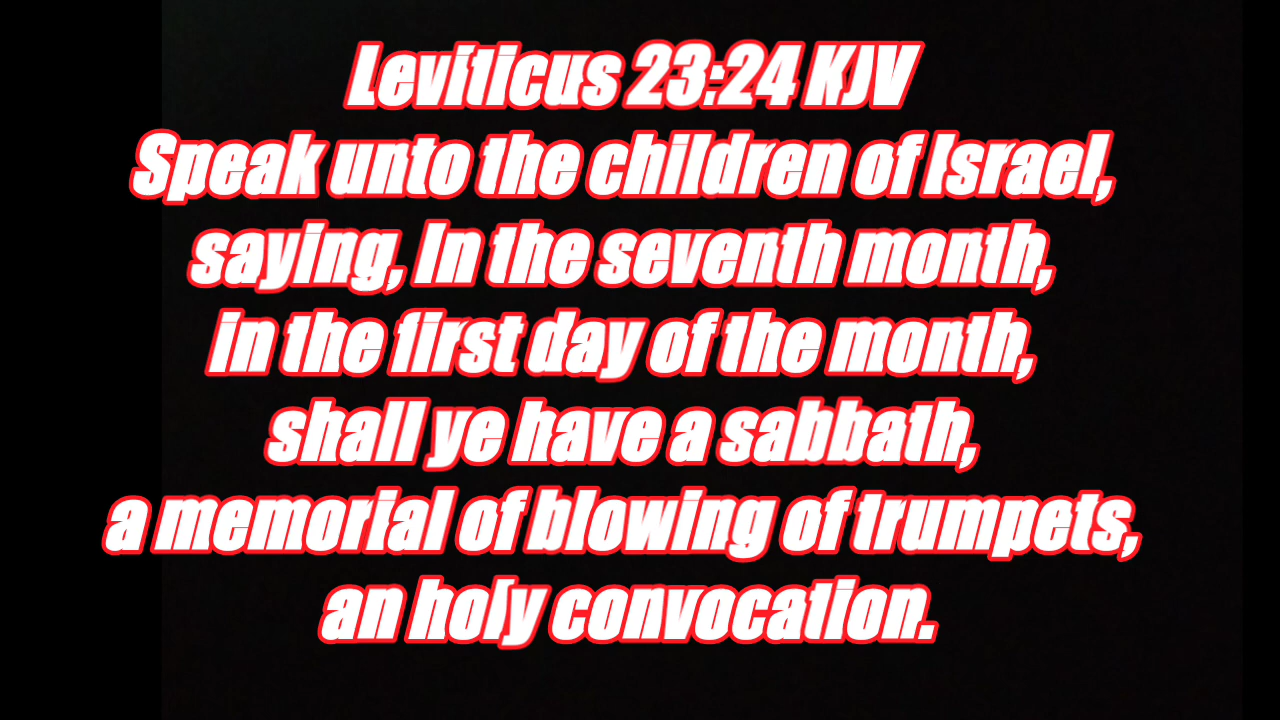 Leviticus 23:24 KJV
Speak unto the children of Israel,
saying, In the seventh month,
in the first day of the month,
shall ye have a sabbath,
a memorial of blowing of trumpets,
an holy convocation.